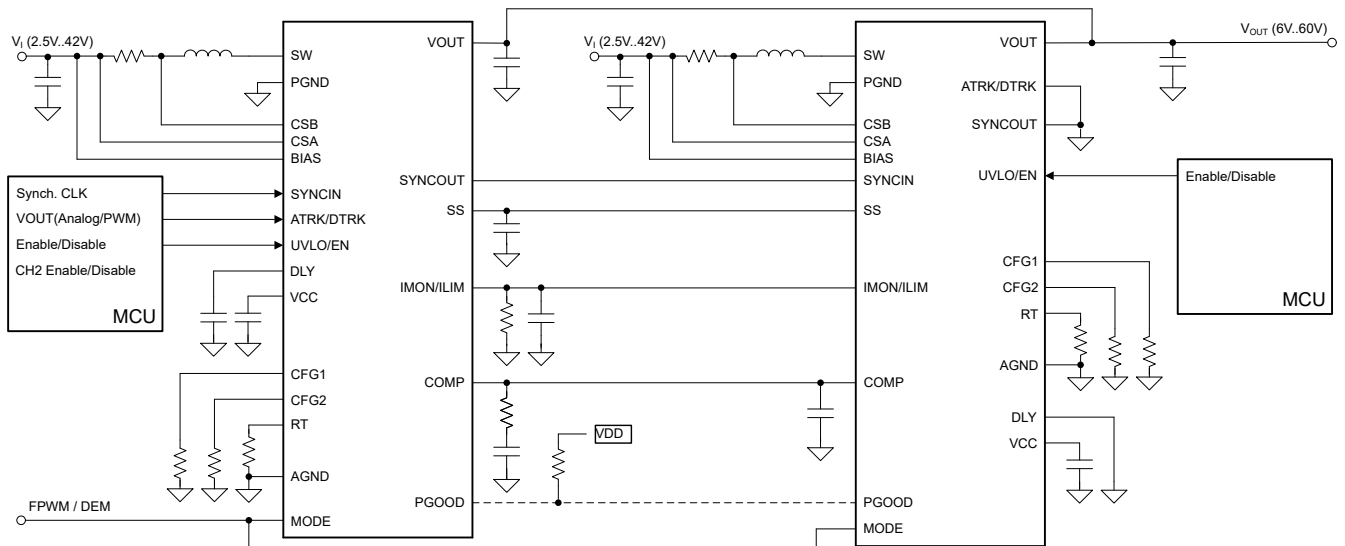 VI (2.5V..42V)
SW
PGND
CSB
CSA
BIAS
SYNCIN
ATRK/DTRK
UVLO/EN
DLY
VCC
CFG1
CFG2
RT
AGND
MODE
VOUT
SYNCOUT
SS
IMON/ILIM
COMP
PGOOD
Synch. CLK
VOUT(Analog/PWM)
Enable/Disable
CH2 Enable/Disable
MCU
FPWM / DEM
VDD
VI (2.5V..42V)
SW
PGND
CSB
CSA
BIAS
SYNCIN
SS
IMON/ILIM
COMP
PGOOD
MODE
VOUT
ATRK/DTRK
SYNCOUT
UVLO/EN
CFG1
CFG2
RT
AGND
DLY
VCC
VOUT (6V..60V)
Enable/Disable
MCU